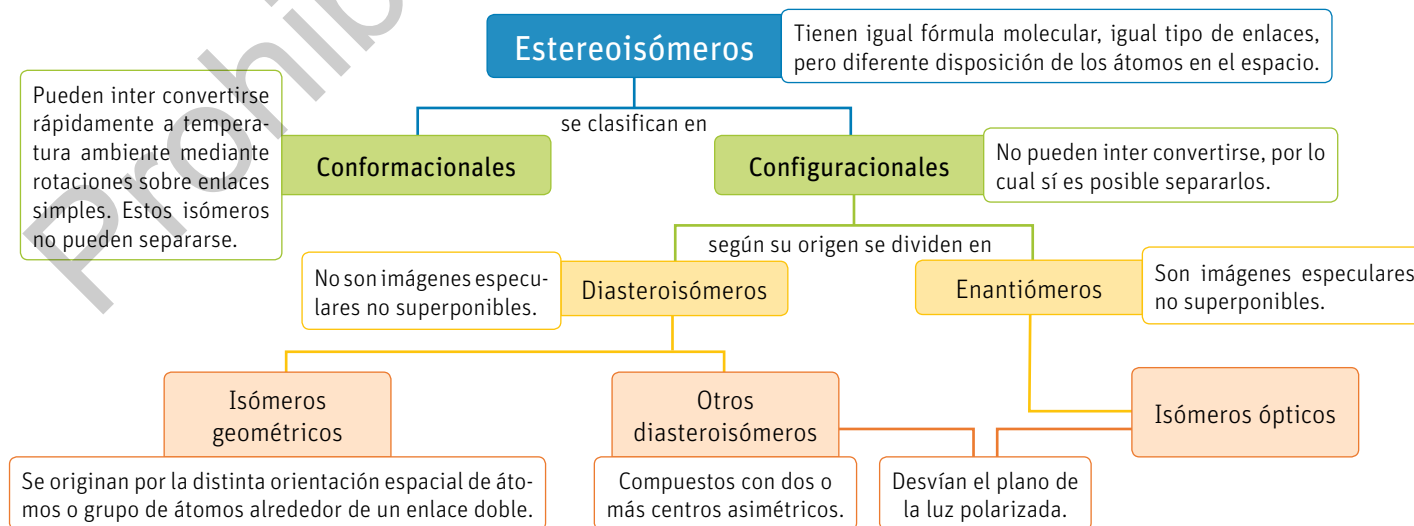 Prohib
Estereoisómeros
Tienen igual fórmula molecular, igual tipo de enlaces,
pero diferente disposición de los átomos en el espacio.
se clasifican en
Pueden inter convertirse
rápidamente a tempera-
tura ambiente mediante
rotaciones sobre enlaces
simples. Estos isómeros
no pueden separarse.
Conformacionales
Configuracionales
No pueden inter convertirse, por lo
cual sí es posible separarlos.
según su origen se dividen en
No son imágenes especu-
lares no superponibles.
Diasteroisómeros
Enantiómeros
Son imágenes especulares
no superponibles.
Isómeros
geométricos
Otros
diasteroisómeros
Isómeros ópticos
Se originan por la distinta orientación espacial de áto-
mos o grupo de átomos alrededor de un enlace doble.
Compuestos con dos o
más centros asimétricos.
Desvían el plano de
la luz polarizada.